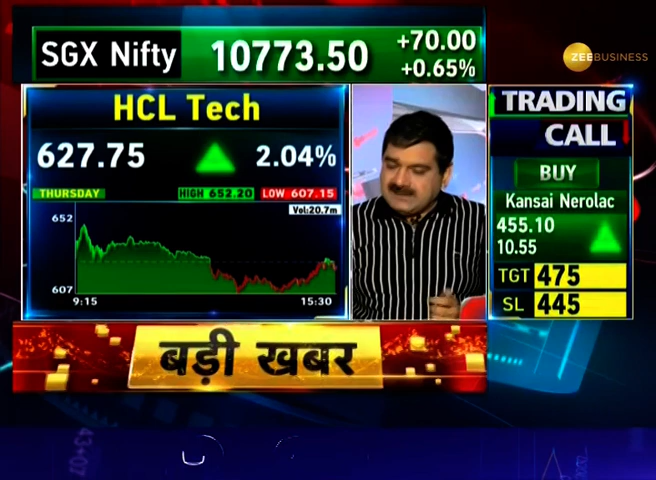 SGX Nifty
10773.50
+70.00
+0.65%
ZEEBUSINESS
HCL Tech
627.75
2.04%
THURSDAY
HIGH 652.20
LOW 607.15
Vol:20.7m
652
607
9:15
15:30
TRADING
CALL
BUY
Kansai Nerolac
455.10
10.55
TGT 475
SL 445
बड़ी खबर